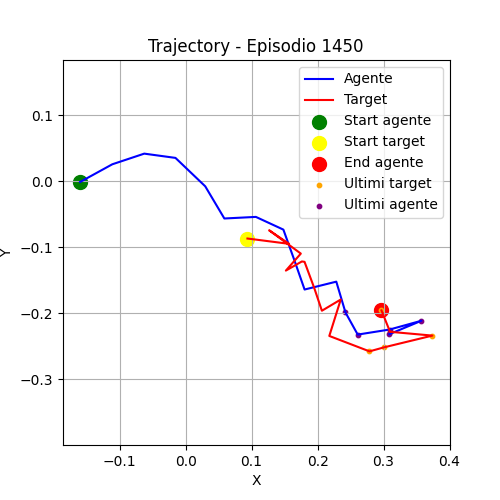 Trajectory - Episodio 1450
Agente
Target
Start agente
Start target
End agente
Ultimi target
Ultimi agente
0.1
0.0
−0.1
−0.2
−0.3
Y
−0.1
0.0
0.1
0.2
0.3
0.4
X